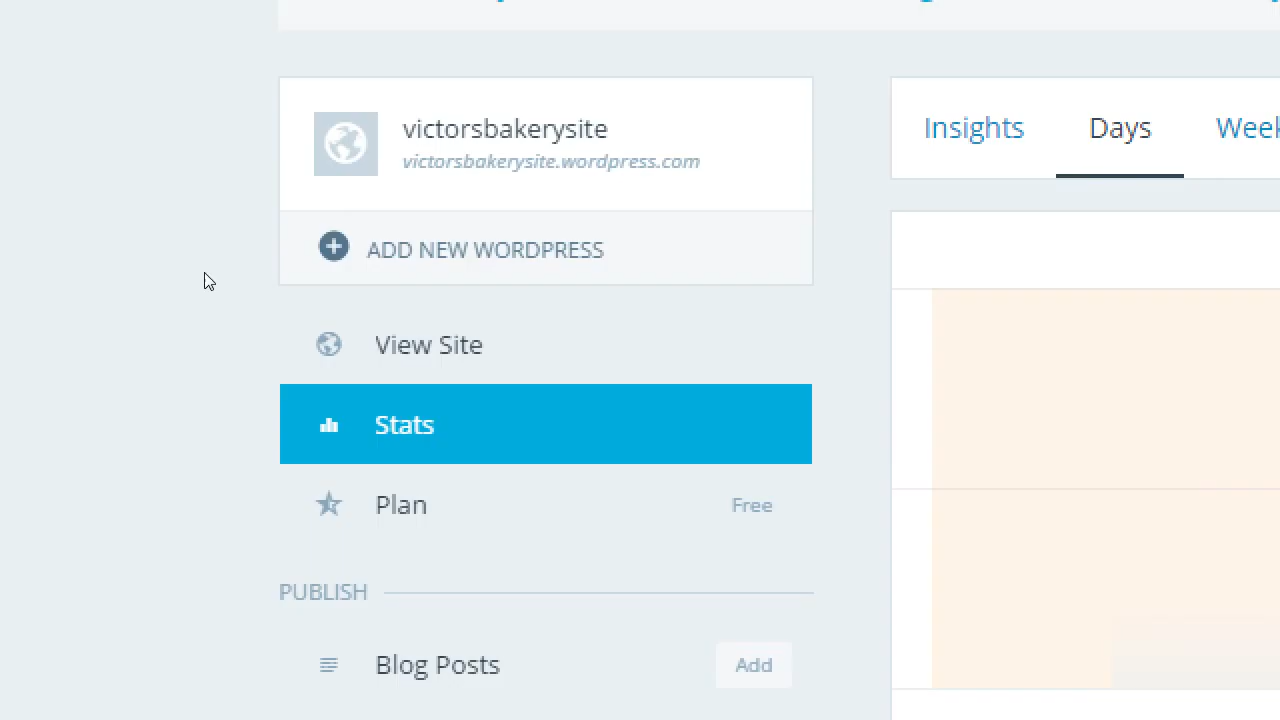 victorsbakerysite
victorsbakerysite.wordpress.com
ADD NEW WORDPRESS
View Site
Stats
Plan Free
PUBLISH
Blog Posts Add
Insights Days